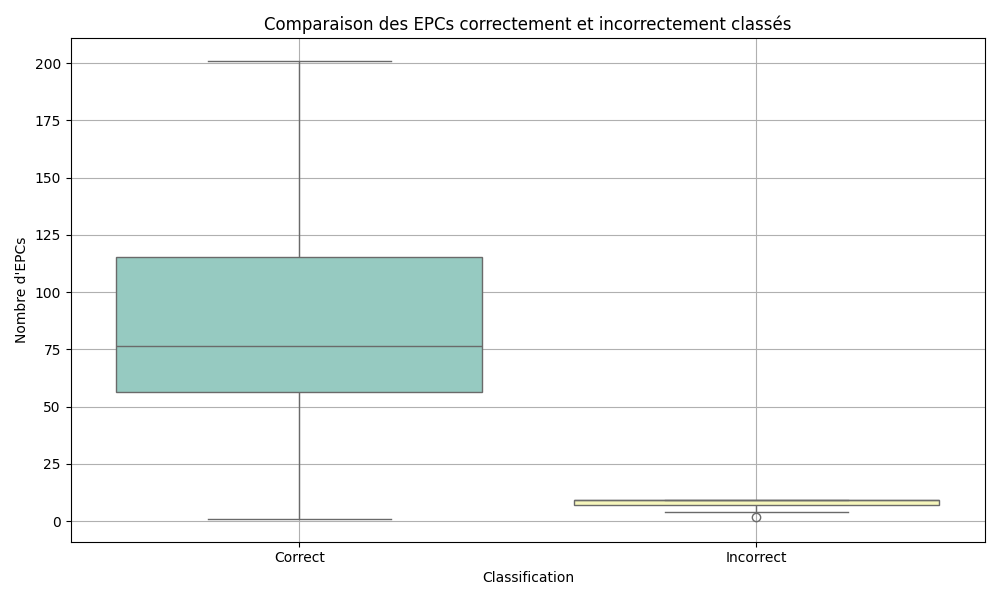 Comparaison des EPCs correctement et incorrectement classés
Nombre d'EPCs
200
175
150
125
100
75
50
25
0
Correct
Incorrect
Classification